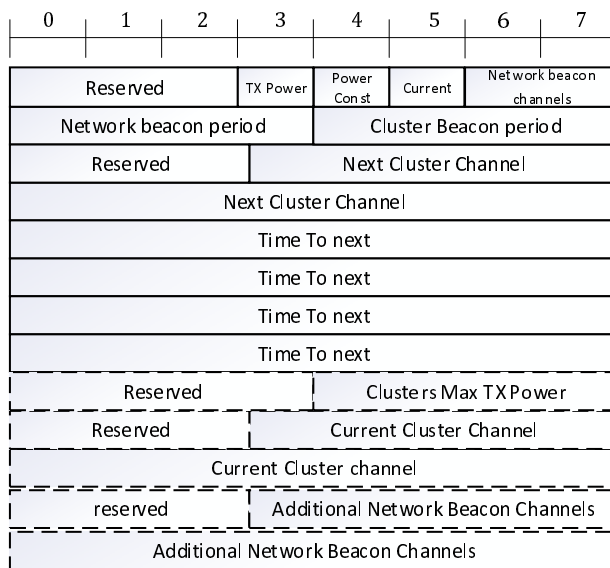 0 1 2 3 4 5 6 7
Reserved TX Power Power Const Current Network beacon channels
Network beacon period Cluster Beacon period
Reserved Next Cluster Channel
Next Cluster Channel
Time To next
Time To next
Time To next
Time To next
Reserved Clusters Max TX Power
Reserved Current Cluster Channel
Current Cluster channel
reserved Additional Network Beacon Channels
Additional Network Beacon Channels